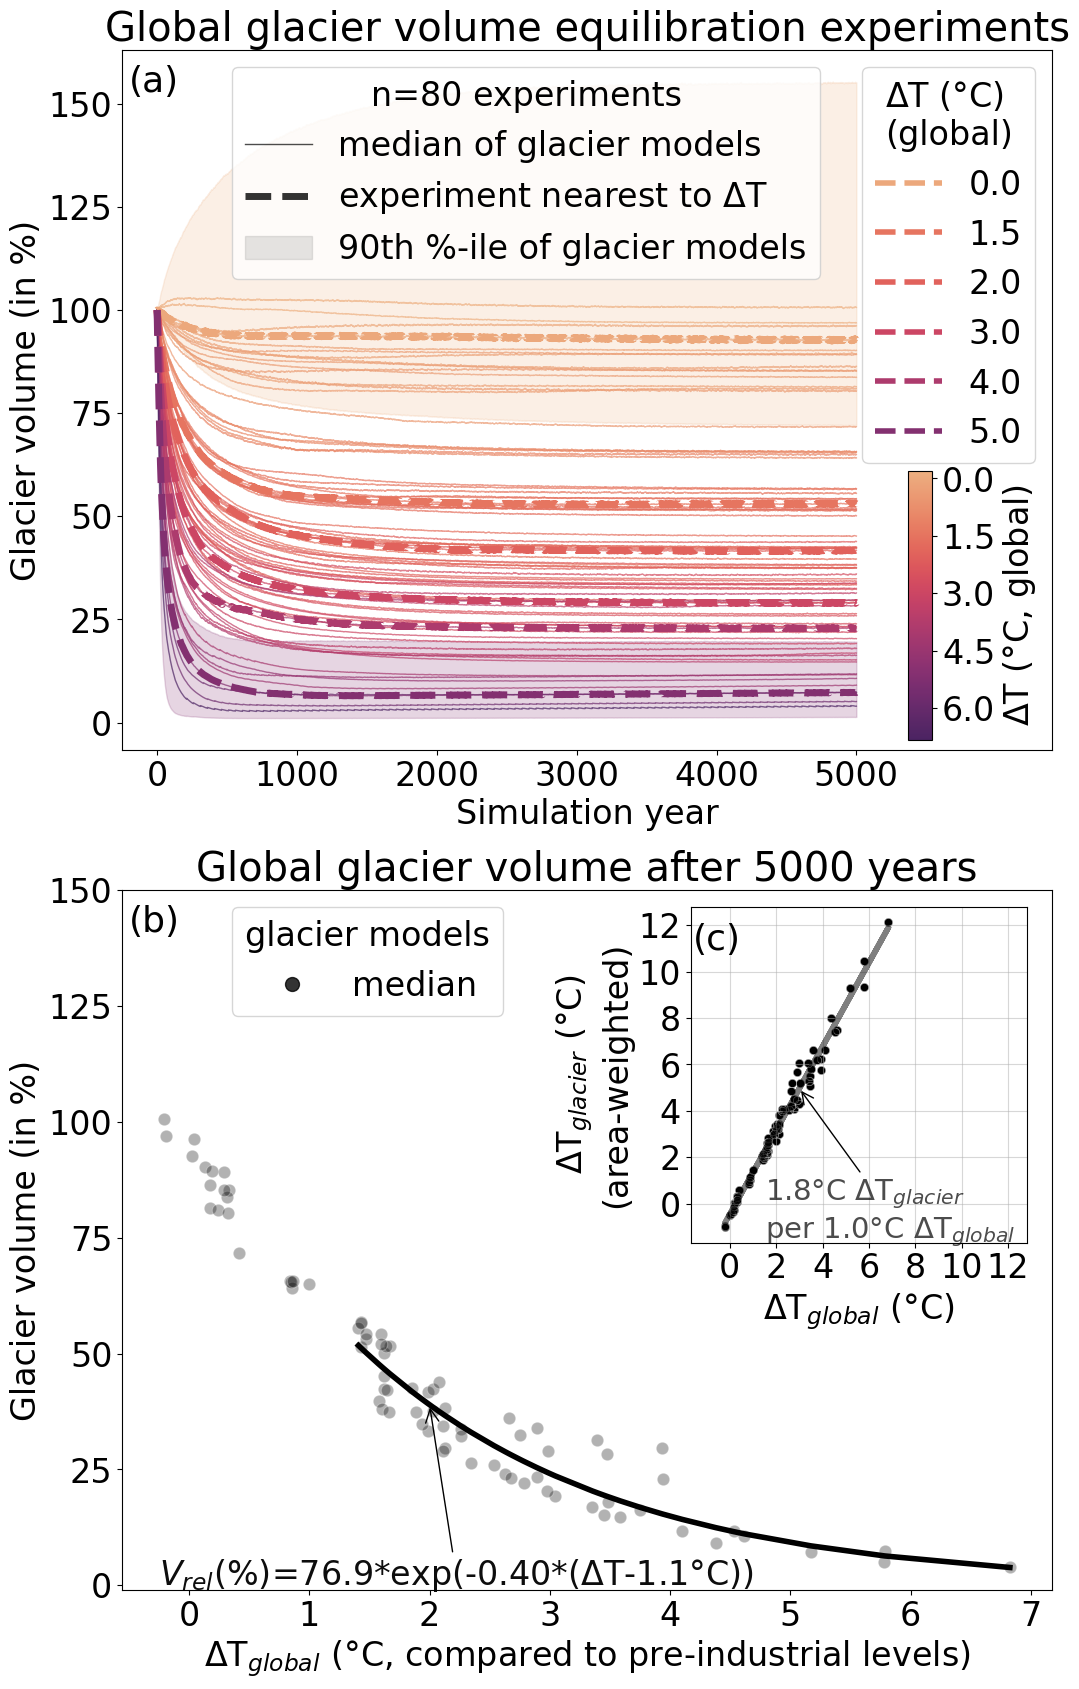 Global glacier volume equilibration experiments
(a)
n=80 experiments
median of glacier models
experiment nearest to ΔT
90th %-ile of glacier models
ΔT (°C)
(global)
0.0
1.5
2.0
3.0
4.0
5.0
0.0
1.5
3.0
4.5
6.0
ΔT (°C, global)
Glacier volume (in %)
150
125
100
75
50
25
0
0 1000 2000 3000 4000 5000
Simulation year
Global glacier volume after 5000 years
(b)
glacier models
median
Glacier volume (in %)
150
125
100
75
50
25
0
V_rel(%)=76.9*exp(-0.40*(ΔT-1.1°C))
0 1 2 3 4 5 6 7
ΔT_global (°C, compared to pre-industrial levels)
(c)
ΔT_glacier (°C)
(area-weighted)
12
10
8
6
4
2
0
1.8°C ΔT_glacier
per 1.0°C ΔT_global
0 2 4 6 8 10 12
ΔT_global (°C)